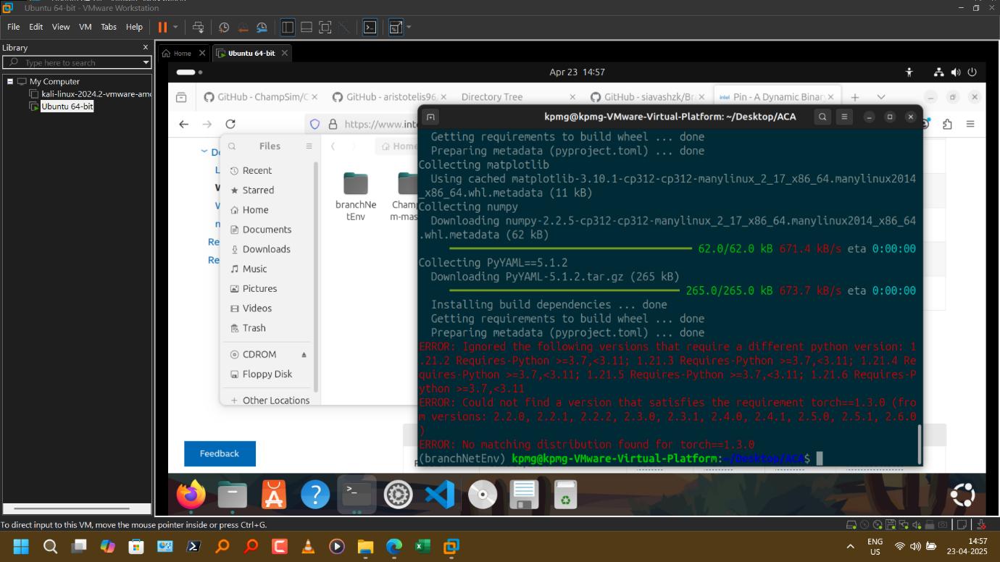 Ubuntu 64-bit - VMware Workstation
File Edit View VM Tabs Help
Library
Type here to search
My Computer
kali-linux-2024.2-vmware-amd
Ubuntu 64-bit
Home
Ubuntu 64-bit
Apr 23 14:57
GitHub - ChampSim/C
GitHub - aristotelis96/
Directory Tree
GitHub - siavashzk/Bra
intel Pin - A Dynamic Binary
https://www.inte
Files
Home
Recent
Starred
Home
Documents
Downloads
Music
Pictures
Videos
Trash
CDROM
Floppy Disk
+ Other Locations
branchNetEnv
Cham
m-mas
Re
Re
Feedback
kpmg@kpmg-VMware-Virtual-Platform: ~/Desktop/ACA
Getting requirements to build wheel ... done
Preparing metadata (pyproject.toml) ... done
Collecting matplotlib
Using cached matplotlib-3.10.1-cp312-cp312-manylinux_2_17_x86_64.manylinux2014
_x86_64.whl.metadata (11 kB)
Collecting numpy
Downloading numpy-2.2.5-cp312-cp312-manylinux_2_17_x86_64.manylinux2014_x86_64
.whl.metadata (62 kB)
62.0/62.0 kB 671.4 kB/s eta 0:00:00
Collecting PyYAML==5.1.2
Downloading PyYAML-5.1.2.tar.gz (265 kB)
265.0/265.0 kB 673.7 kB/s eta 0:00:00
Installing build dependencies ... done
Getting requirements to build wheel ... done
Preparing metadata (pyproject.toml) ... done
ERROR: Ignored the following versions that require a different python version: 1
.21.2 Requires-Python >=3.7,<3.11; 1.21.3 Requires-Python >=3.7,<3.11; 1.21.4 Re
quires-Python >=3.7,<3.11; 1.21.5 Requires-Python >=3.7,<3.11; 1.21.6 Requires-P
ython >=3.7,<3.11
ERROR: Could not find a version that satisfies the requirement torch==1.3.0 (fro
m versions: 2.2.0, 2.2.1, 2.2.2, 2.3.0, 2.3.1, 2.4.0, 2.4.1, 2.5.0, 2.5.1, 2.6.0
)
ERROR: No matching distribution found for torch==1.3.0
(branchNetEnv) kpmg@kpmg-VMware-Virtual-Platform:~/Desktop/ACA$
To direct input to this VM, move the mouse pointer inside or press Ctrl+G.
ENG
US
14:57
23-04-2025